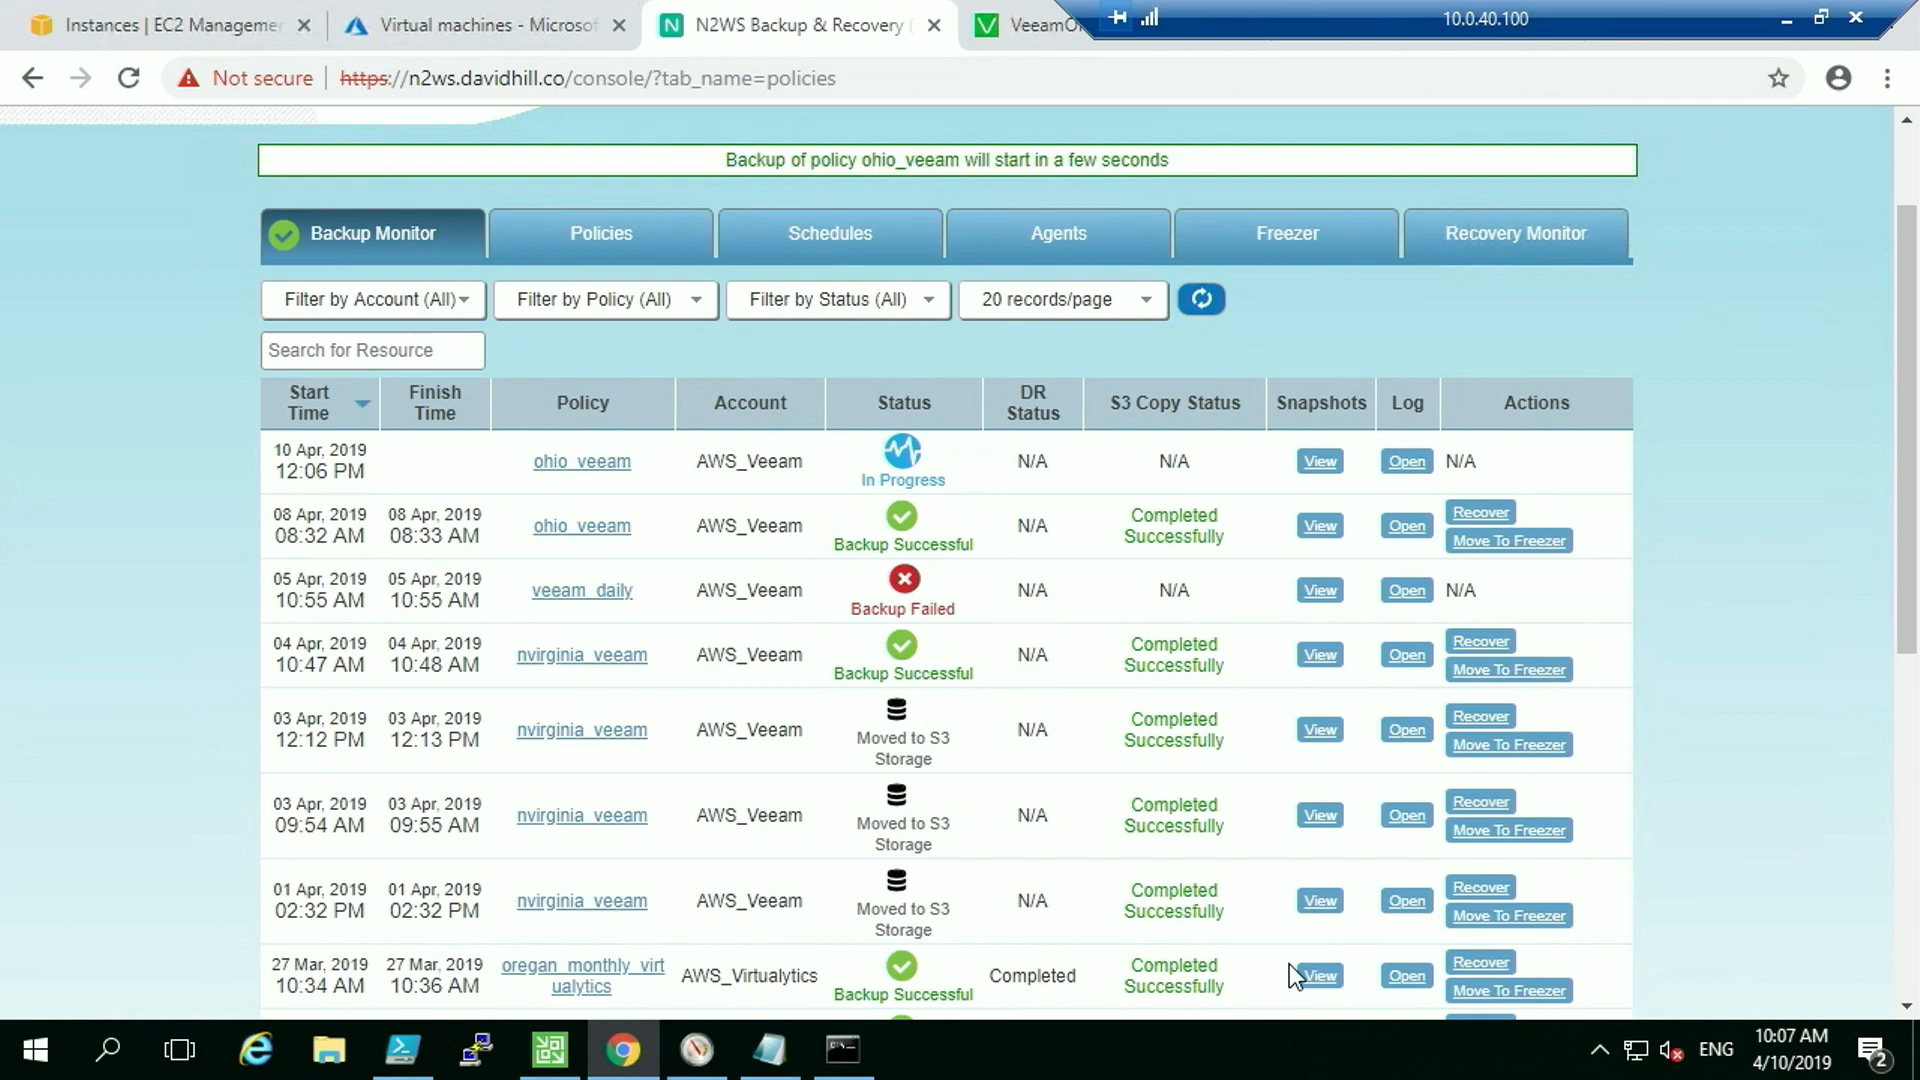 Instances | EC2 Managemer
Virtual machines - Microsof
N2WS Backup & Recovery (
VeeamO
10.0.40.100
Not secure
https://n2ws.davidhill.co/console/?tab_name=policies
Backup of policy ohio_veeam will start in a few seconds
Backup Monitor
Policies
Schedules
Agents
Freezer
Recovery Monitor
Filter by Account (All)
Filter by Policy (All)
Filter by Status (All)
20 records/page
Search for Resource
Start Time
Finish Time
Policy
Account
Status
DR Status
S3 Copy Status
Snapshots
Log
Actions
10 Apr, 2019
12:06 PM
ohio_veeam
AWS_Veeam
In Progress
N/A
N/A
View
Open
N/A
08 Apr, 2019
08:32 AM
08 Apr, 2019
08:33 AM
ohio_veeam
AWS_Veeam
Backup Successful
N/A
Completed
Successfully
View
Open
Recover
Move To Freezer
05 Apr, 2019
10:55 AM
05 Apr, 2019
10:55 AM
veeam_daily
AWS_Veeam
Backup Failed
N/A
N/A
View
Open
N/A
04 Apr, 2019
10:47 AM
04 Apr, 2019
10:48 AM
nvirginia_veeam
AWS_Veeam
Backup Successful
N/A
Completed
Successfully
View
Open
Recover
Move To Freezer
03 Apr, 2019
12:12 PM
03 Apr, 2019
12:13 PM
nvirginia_veeam
AWS_Veeam
Moved to S3
Storage
N/A
Completed
Successfully
View
Open
Recover
Move To Freezer
03 Apr, 2019
09:54 AM
03 Apr, 2019
09:55 AM
nvirginia_veeam
AWS_Veeam
Moved to S3
Storage
N/A
Completed
Successfully
View
Open
Recover
Move To Freezer
01 Apr, 2019
02:32 PM
01 Apr, 2019
02:32 PM
nvirginia_veeam
AWS_Veeam
Moved to S3
Storage
N/A
Completed
Successfully
View
Open
Recover
Move To Freezer
27 Mar, 2019
10:34 AM
27 Mar, 2019
10:36 AM
oregan_monthly_virt
ualytics
AWS_Virtualytics
Backup Successful
Completed
Completed
Successfully
View
Open
Recover
Move To Freezer
ENG
10:07 AM
4/10/2019
2